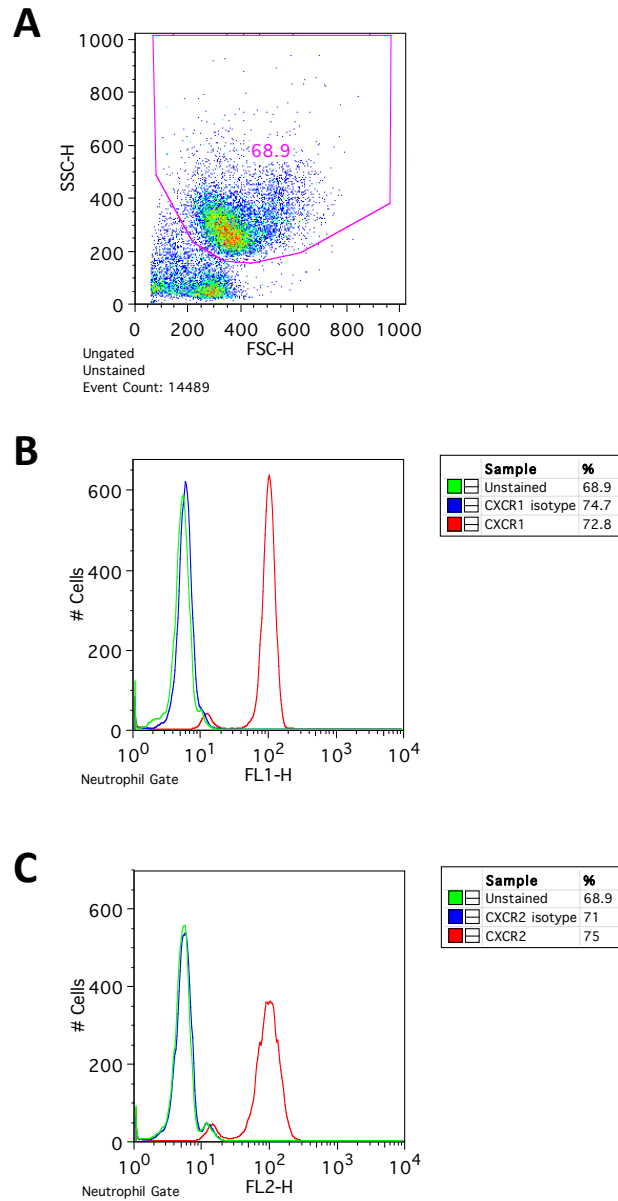 A
1000
800
600
400
200
0
SSC-H
68.9
0 200 400 600 800 1000
FSC-H
Ungated
Unstained
Event Count: 14489
B
600
400
200
0
# Cells
10^0 10^1 10^2 10^3 10^4
FL1-H
Neutrophil Gate
Sample %
Unstained 68.9
CXCR1 isotype 74.7
CXCR1 72.8
C
600
400
200
0
# Cells
10^0 10^1 10^2 10^3 10^4
FL2-H
Neutrophil Gate
Sample %
Unstained 68.9
CXCR2 isotype 71
CXCR2 75